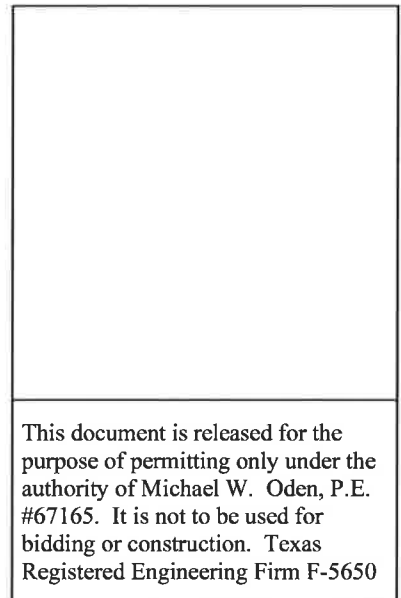 This document is released for the
purpose of permitting only under the
authority of Michael W. Oden, P.E.
#67165. It is not to be used for
bidding or construction. Texas
Registered Engineering Firm F-5650